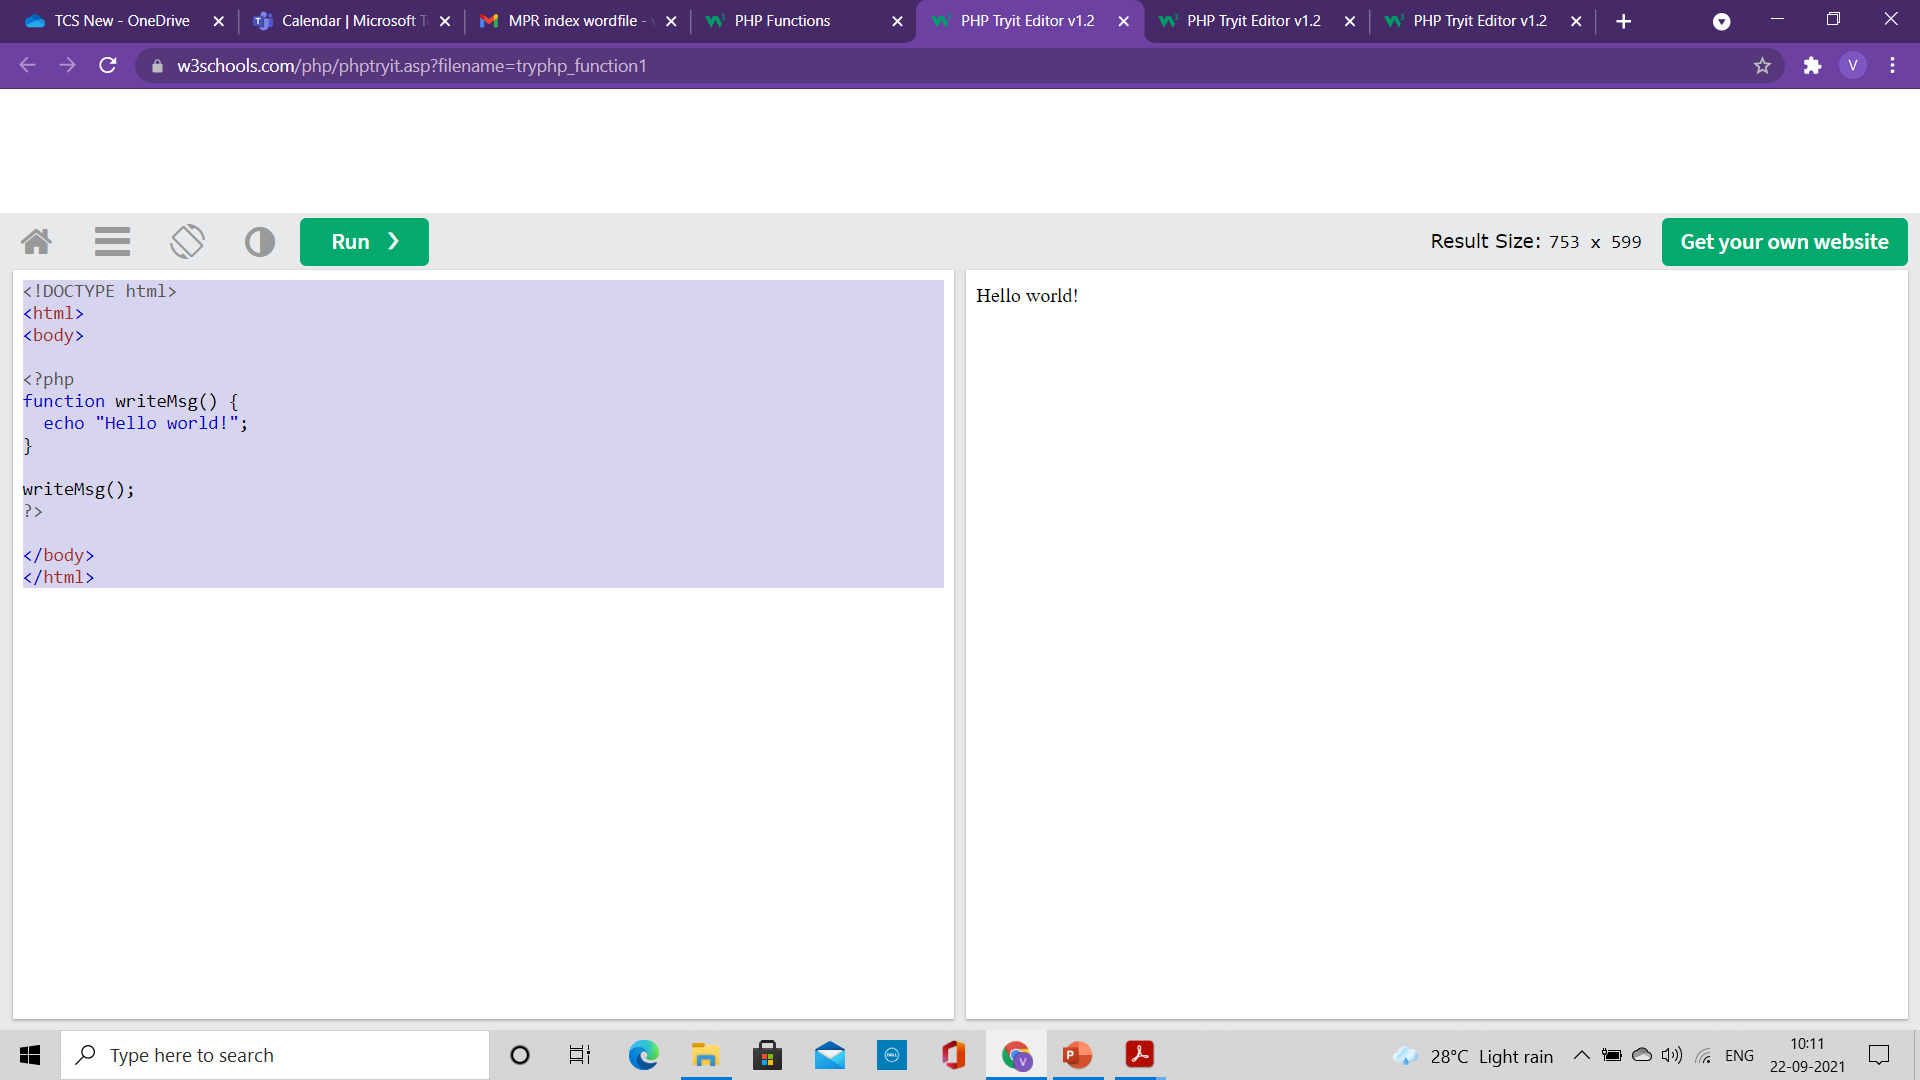 TCS New - OneDrive
Calendar | Microsoft T
MPR index wordfile -
PHP Functions
PHP Tryit Editor v1.2
PHP Tryit Editor v1.2
PHP Tryit Editor v1.2
w3schools.com/php/phptryit.asp?filename=tryphp_function1
V
Run ❯
Result Size: 753 x 599
Get your own website
<!DOCTYPE html>
<html>
<body>
<?php
function writeMsg() {
echo "Hello world!";
}
writeMsg();
?>
</body>
</html>
Hello world!
Type here to search
DELL
V
P
28°C Light rain
ENG
10:11
22-09-2021